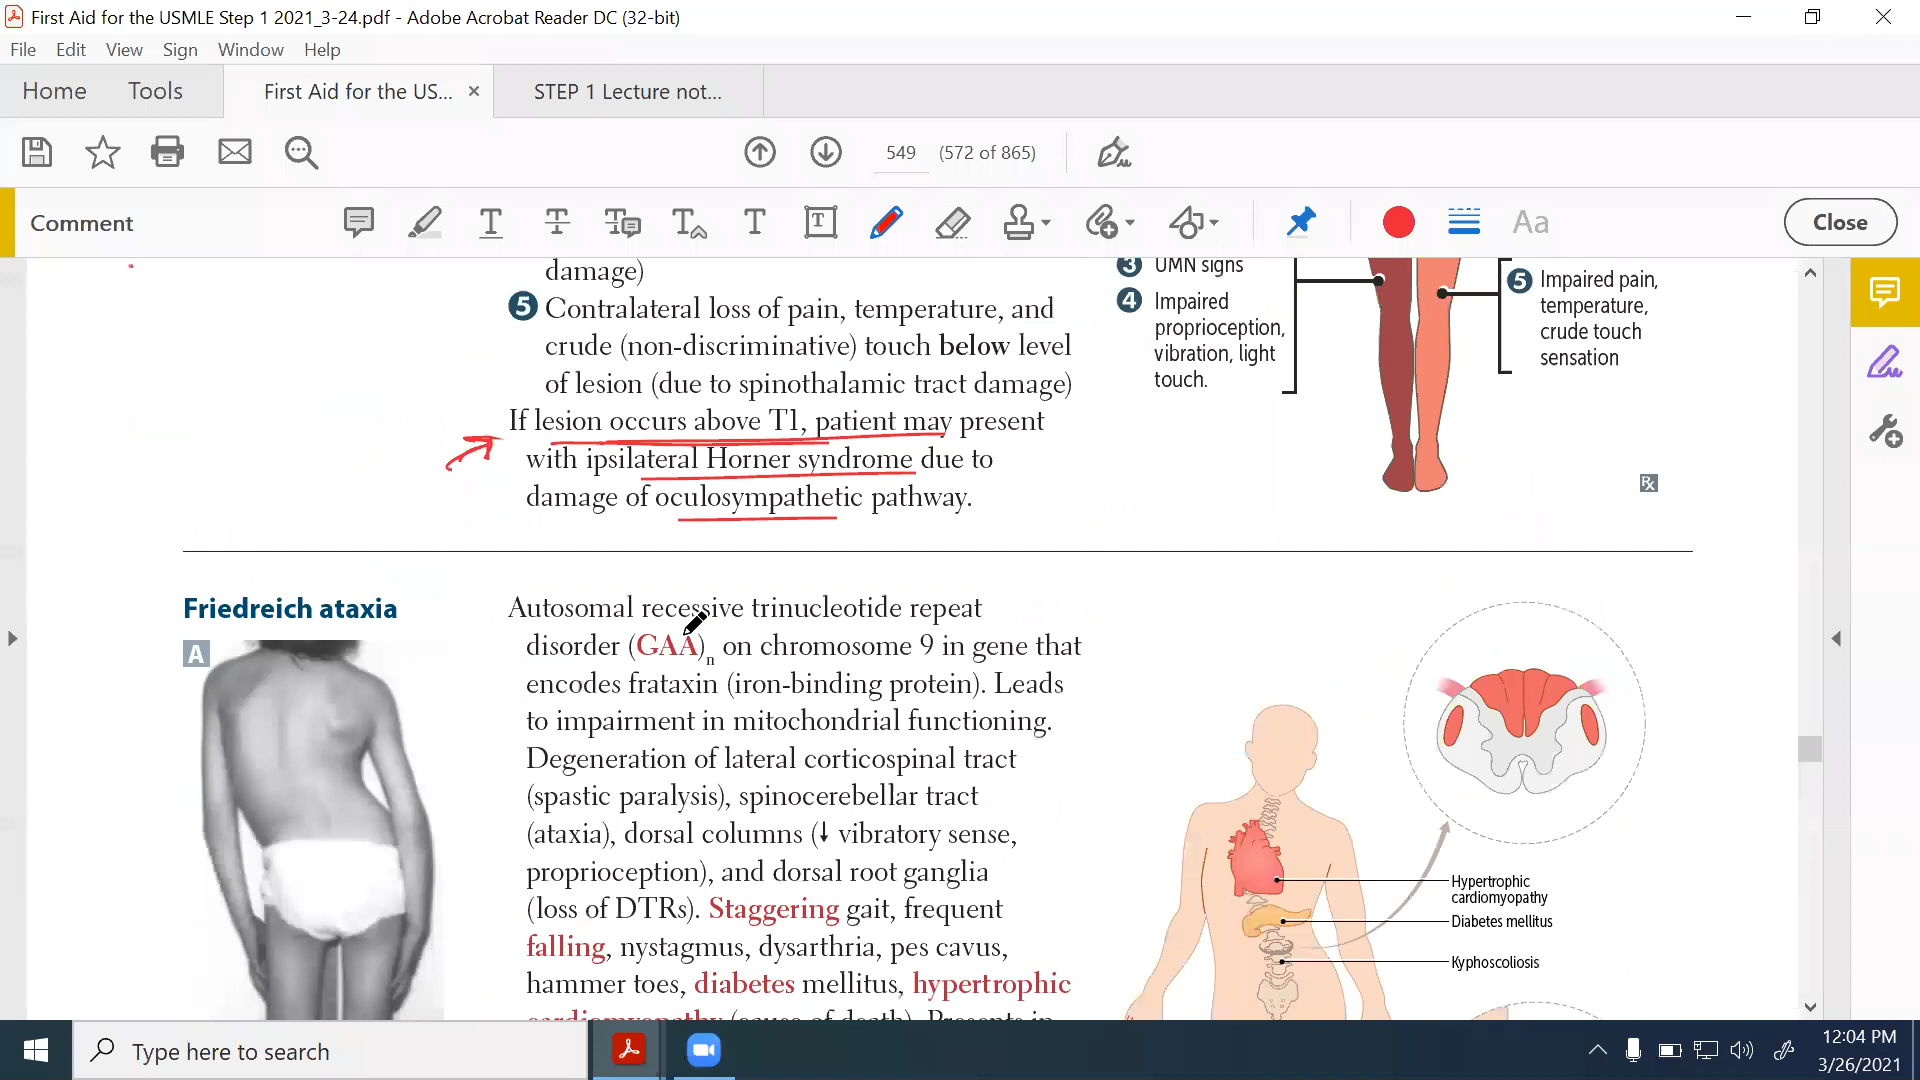 First Aid for the USMLE Step 1 2021_3-24.pdf - Adobe Acrobat Reader DC (32-bit)
File Edit View Sign Window Help
Home Tools First Aid for the US... × STEP 1 Lecture not...
549 (572 of 865)
Comment
Aa
Close
damage)
5 Contralateral loss of pain, temperature, and
crude (non-discriminative) touch below level
of lesion (due to spinothalamic tract damage)
If lesion occurs above T1, patient may present
with ipsilateral Horner syndrome due to
damage of oculosympathetic pathway.
3 UMN signs
4 Impaired
proprioception,
vibration, light
touch.
5 Impaired pain,
temperature,
crude touch
sensation
Rx
Friedreich ataxia
A
Autosomal recessive trinucleotide repeat
disorder (GAA)n on chromosome 9 in gene that
encodes frataxin (iron-binding protein). Leads
to impairment in mitochondrial functioning.
Degeneration of lateral corticospinal tract
(spastic paralysis), spinocerebellar tract
(ataxia), dorsal columns (↓ vibratory sense,
proprioception), and dorsal root ganglia
(loss of DTRs). Staggering gait, frequent
falling, nystagmus, dysarthria, pes cavus,
hammer toes, diabetes mellitus, hypertrophic
cardiomyopathy (cause of death). Presents in
Hypertrophic
cardiomyopathy
Diabetes mellitus
Kyphoscoliosis
Type here to search
12:04 PM
3/26/2021